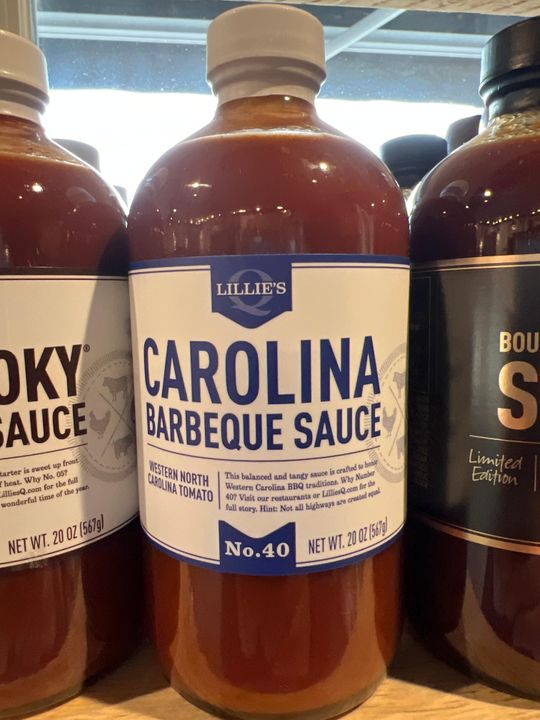 LILLIE'S
Q
CAROLINA
BARBEQUE SAUCE
WESTERN NORTH
CAROLINA TOMATO
This balanced and tangy sauce is crafted to honor
Western Carolina BBQ traditions. Why Number
40? Visit our restaurants or LilliesQ.com for the
full story. Hint: Not all highways are created equal.
No.40
NET WT. 20 OZ (567g)
OKY®
SAUCE
tarter is sweet up front
f heat. Why No. 05?
LilliesQ.com for the full
wonderful time of the year.
NET WT. 20 OZ (567g)
BOU
S
Limited
Edition